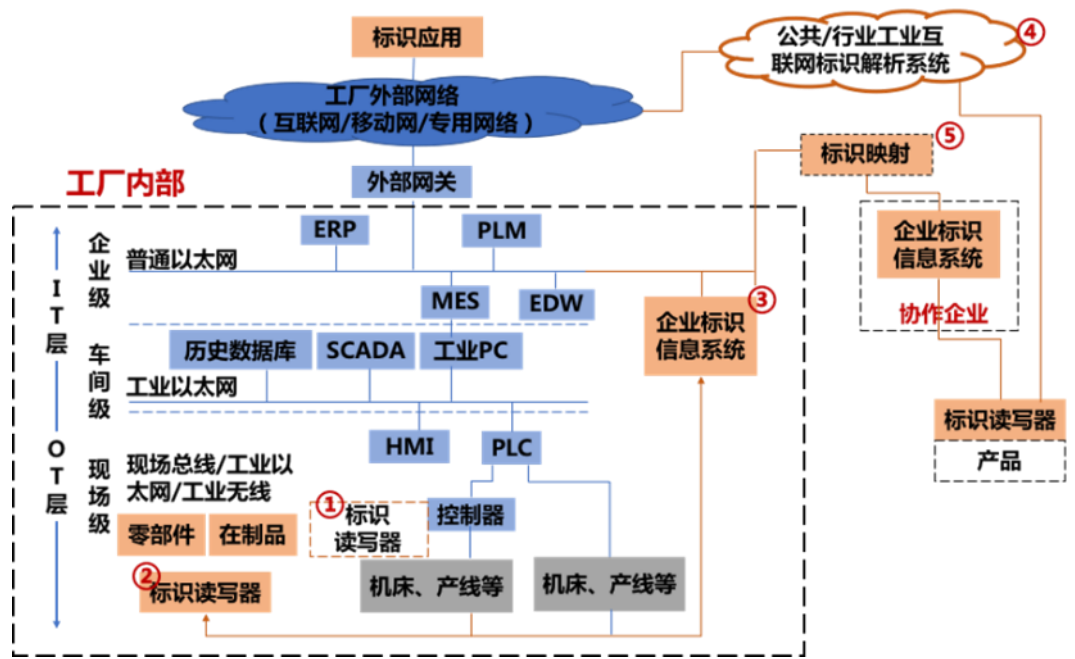 标识应用
公共/行业工业互
联网标识解析系统
④
工厂外部网络
（互联网/移动网/专用网络）
⑤
标识映射
外部网关
工厂内部
ERP
PLM
企业级
普通以太网
IT层
MES
EDW
③
企业标识
信息系统
企业标识
信息系统
协作企业
历史数据库
SCADA
工业PC
车间级
工业以太网
HMI
PLC
标识读写器
产品
OT层
现场级
现场总线/工业以
太网/工业无线
①
标识
读写器
控制器
零部件
在制品
②
标识读写器
机床、产线等
机床、产线等